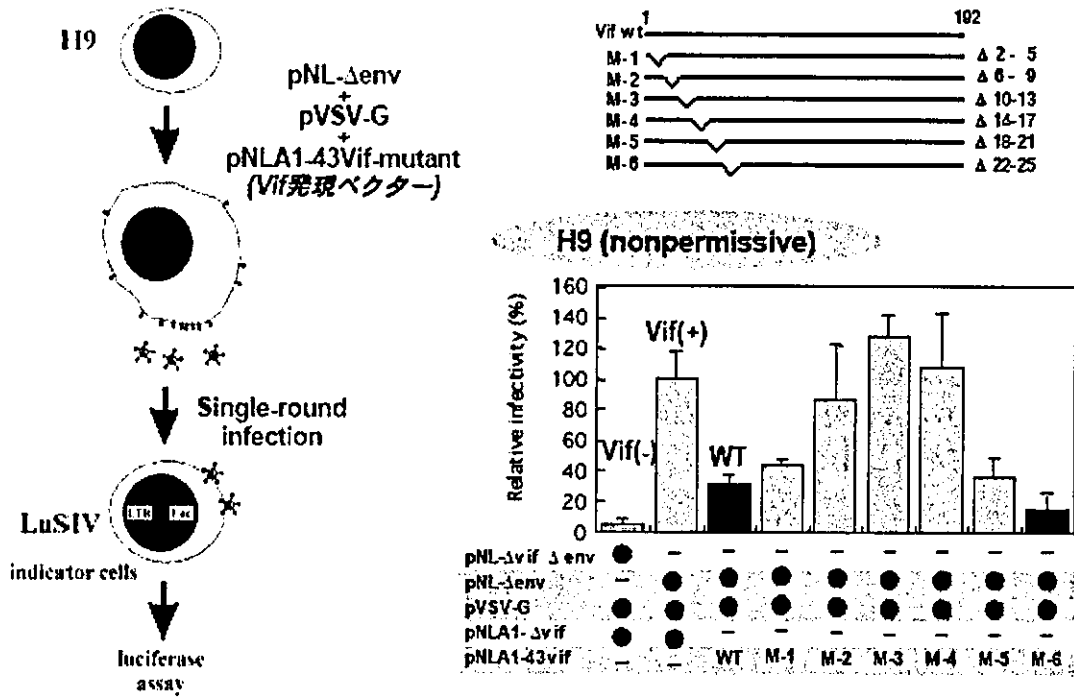 H9
pNL-Δenv
+
pVSV-G
+
pNLA1-43Vif-mutant
(Vif発現ベクター)
Single-round
infection
LTR Luc
LuSIV
indicator cells
luciferase
assay
1 192
Vif wt
M-1 Δ 2- 5
M-2 Δ 6- 9
M-3 Δ 10-13
M-4 Δ 14-17
M-5 Δ 18-21
M-6 Δ 22-25
H9 (nonpermissive)
Relative infectivity (%)
160
140
120
100
80
60
40
20
0
Vif(-)
Vif(+)
WT
pNL-Δvif Δ env ● – – – – – – – –
pNL-Δenv – ● ● ● ● ● ● ● ●
pVSV-G ● ● ● ● ● ● ● ● ●
pNLA1-Δvif ● ● – – – – – – –
pNLA1-43vif – – WT M-1 M-2 M-3 M-4 M-5 M-6